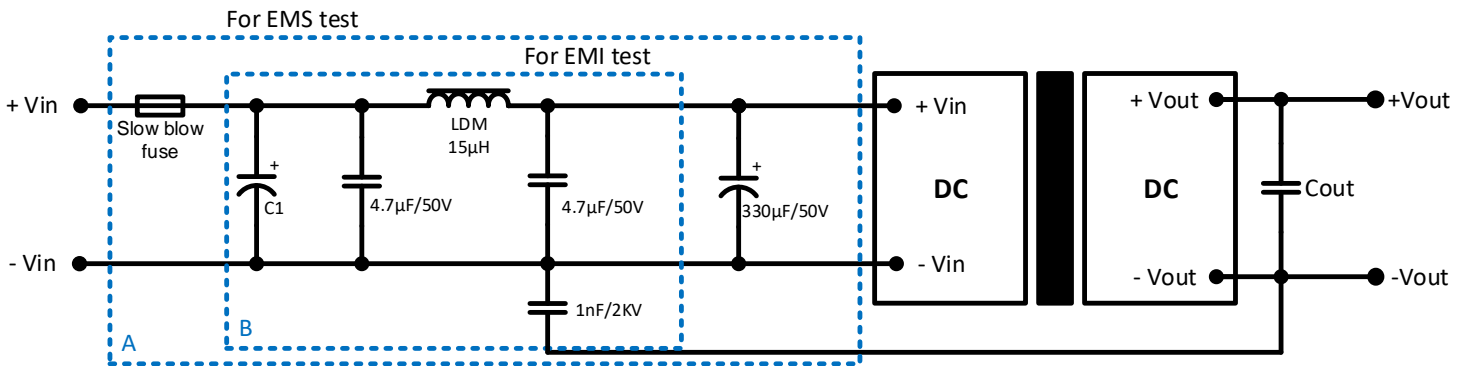 For EMS test
For EMI test
+ Vin
Slow blow
fuse
LDM
15μH
+ Vin
+ Vout
+Vout
+
C1
4.7μF/50V
4.7μF/50V
+
330μF/50V
DC
DC
Cout
- Vin
- Vin
- Vout
-Vout
1nF/2KV
A
B